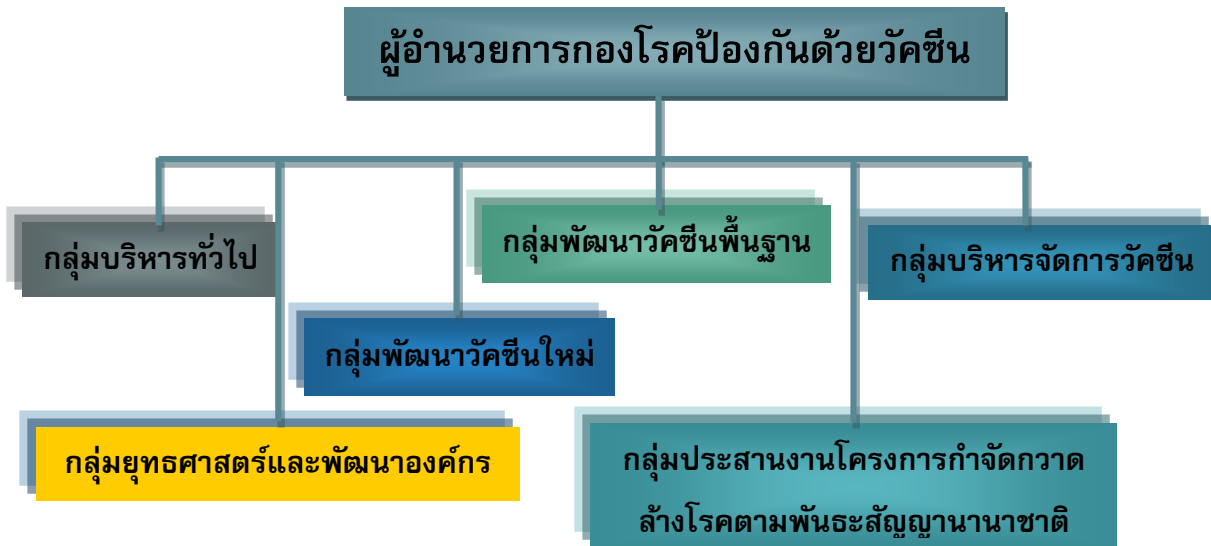 ผู้อำนวยการกองโรคป้องกันด้วยวัคซีน
กลุ่มบริหารทั่วไป
กลุ่มพัฒนาวัคซีนพื้นฐาน
กลุ่มบริหารจัดการวัคซีน
กลุ่มพัฒนาวัคซีนใหม่
กลุ่มยุทธศาสตร์และพัฒนาองค์กร
กลุ่มประสานงานโครงการกำจัดกวาด
ล้างโรคตามพันธะสัญญานานาชาติ